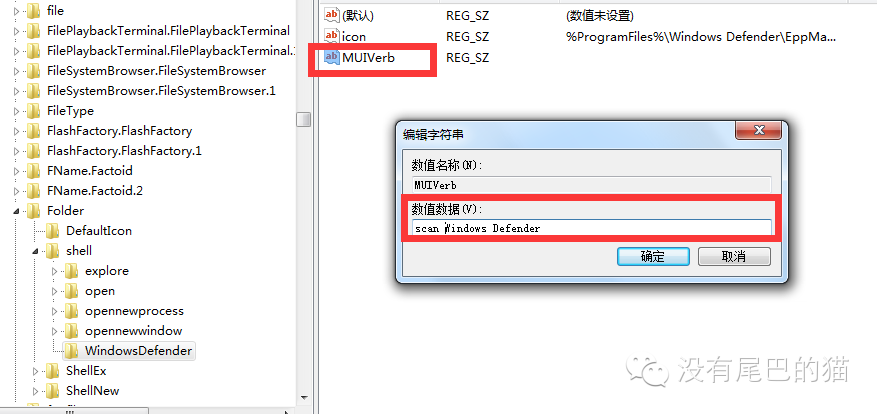 file
FilePlaybackTerminal.FilePlaybackTerminal
FilePlaybackTerminal.FilePlaybackTerminal.
FileSystemBrowser.FileSystemBrowser
FileSystemBrowser.FileSystemBrowser.1
FileType
FlashFactory.FlashFactory
FlashFactory.FlashFactory.1
FName.Factoid
FName.Factoid.2
Folder
DefaultIcon
shell
explore
open
opennewprocess
opennewwindow
WindowsDefender
ShellEx
ShellNew
(默认) REG_SZ (数值未设置)
icon REG_SZ %ProgramFiles%\Windows Defender\EppMa...
MUIVerb REG_SZ
编辑字符串
数值名称(N):
MUIVerb
数值数据(V):
scan Windows Defender
确定 取消
没有尾巴的猫